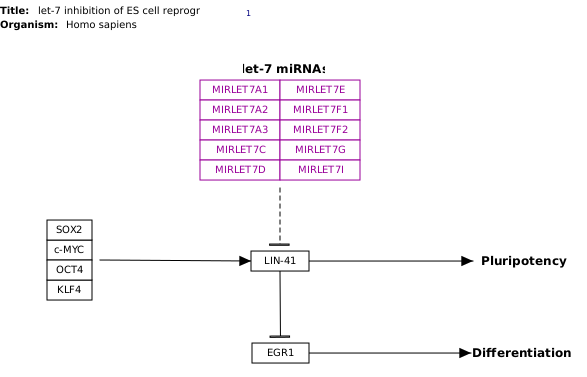 Title: let-7 inhibition of ES cell reprogr
1
Organism: Homo sapiens
let-7 miRNAs
MIRLET7A1 MIRLET7E
MIRLET7A2 MIRLET7F1
MIRLET7A3 MIRLET7F2
MIRLET7C MIRLET7G
MIRLET7D MIRLET7I
SOX2
c-MYC
OCT4
KLF4
LIN-41
Pluripotency
EGR1
Differentiation